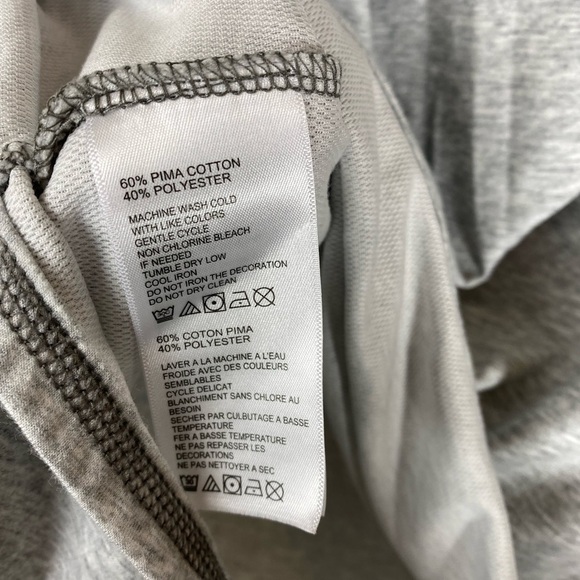 60% PIMA COTTON
40% POLYESTER
MACHINE WASH COLD
WITH LIKE COLORS
GENTLE CYCLE
NON CHLORINE BLEACH
IF NEEDED
TUMBLE DRY LOW
COOL IRON
DO NOT IRON THE DECORATION
DO NOT DRY CLEAN
60% COTON PIMA
40% POLYESTER
LAVER A LA MACHINE A L'EAU
FROIDE AVEC DES COULEURS
SEMBLABLES
CYCLE DELICAT
BLANCHIMENT SANS CHLORE AU
BESOIN
SECHER PAR CULBUTAGE A BASSE
TEMPERATURE
FER A BASSE TEMPERATURE
NE PAS REPASSER LES
DECORATIONS
NE PAS NETTOYER A SEC